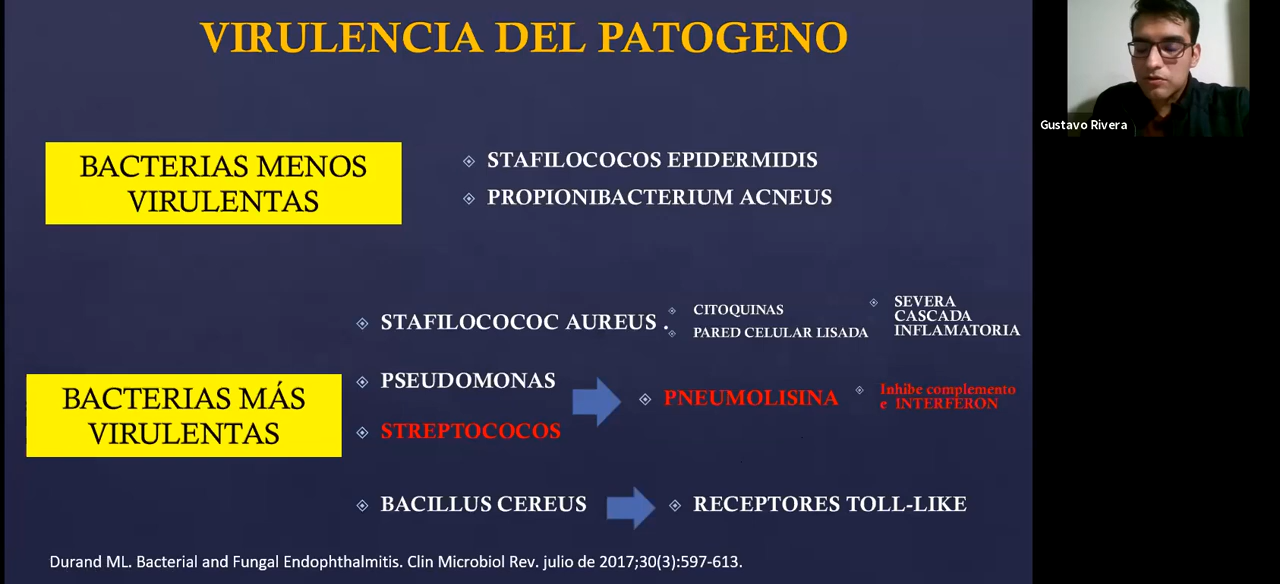 VIRULENCIA DEL PATOGENO
Gustavo Rivera
BACTERIAS MENOS
VIRULENTAS
STAFILOCOCOS EPIDERMIDIS
PROPIONIBACTERIUM ACNEUS
BACTERIAS MÁS
VIRULENTAS
STAFILOCOCOC AUREUS .
CITOQUINAS
PARED CELULAR LISADA
SEVERA
CASCADA
INFLAMATORIA
PSEUDOMONAS
STREPTOCOCOS
PNEUMOLISINA
Inhibe complemento
e INTERFERON
BACILLUS CEREUS
RECEPTORES TOLL-LIKE
Durand ML. Bacterial and Fungal Endophthalmitis. Clin Microbiol Rev. julio de 2017;30(3):597-613.